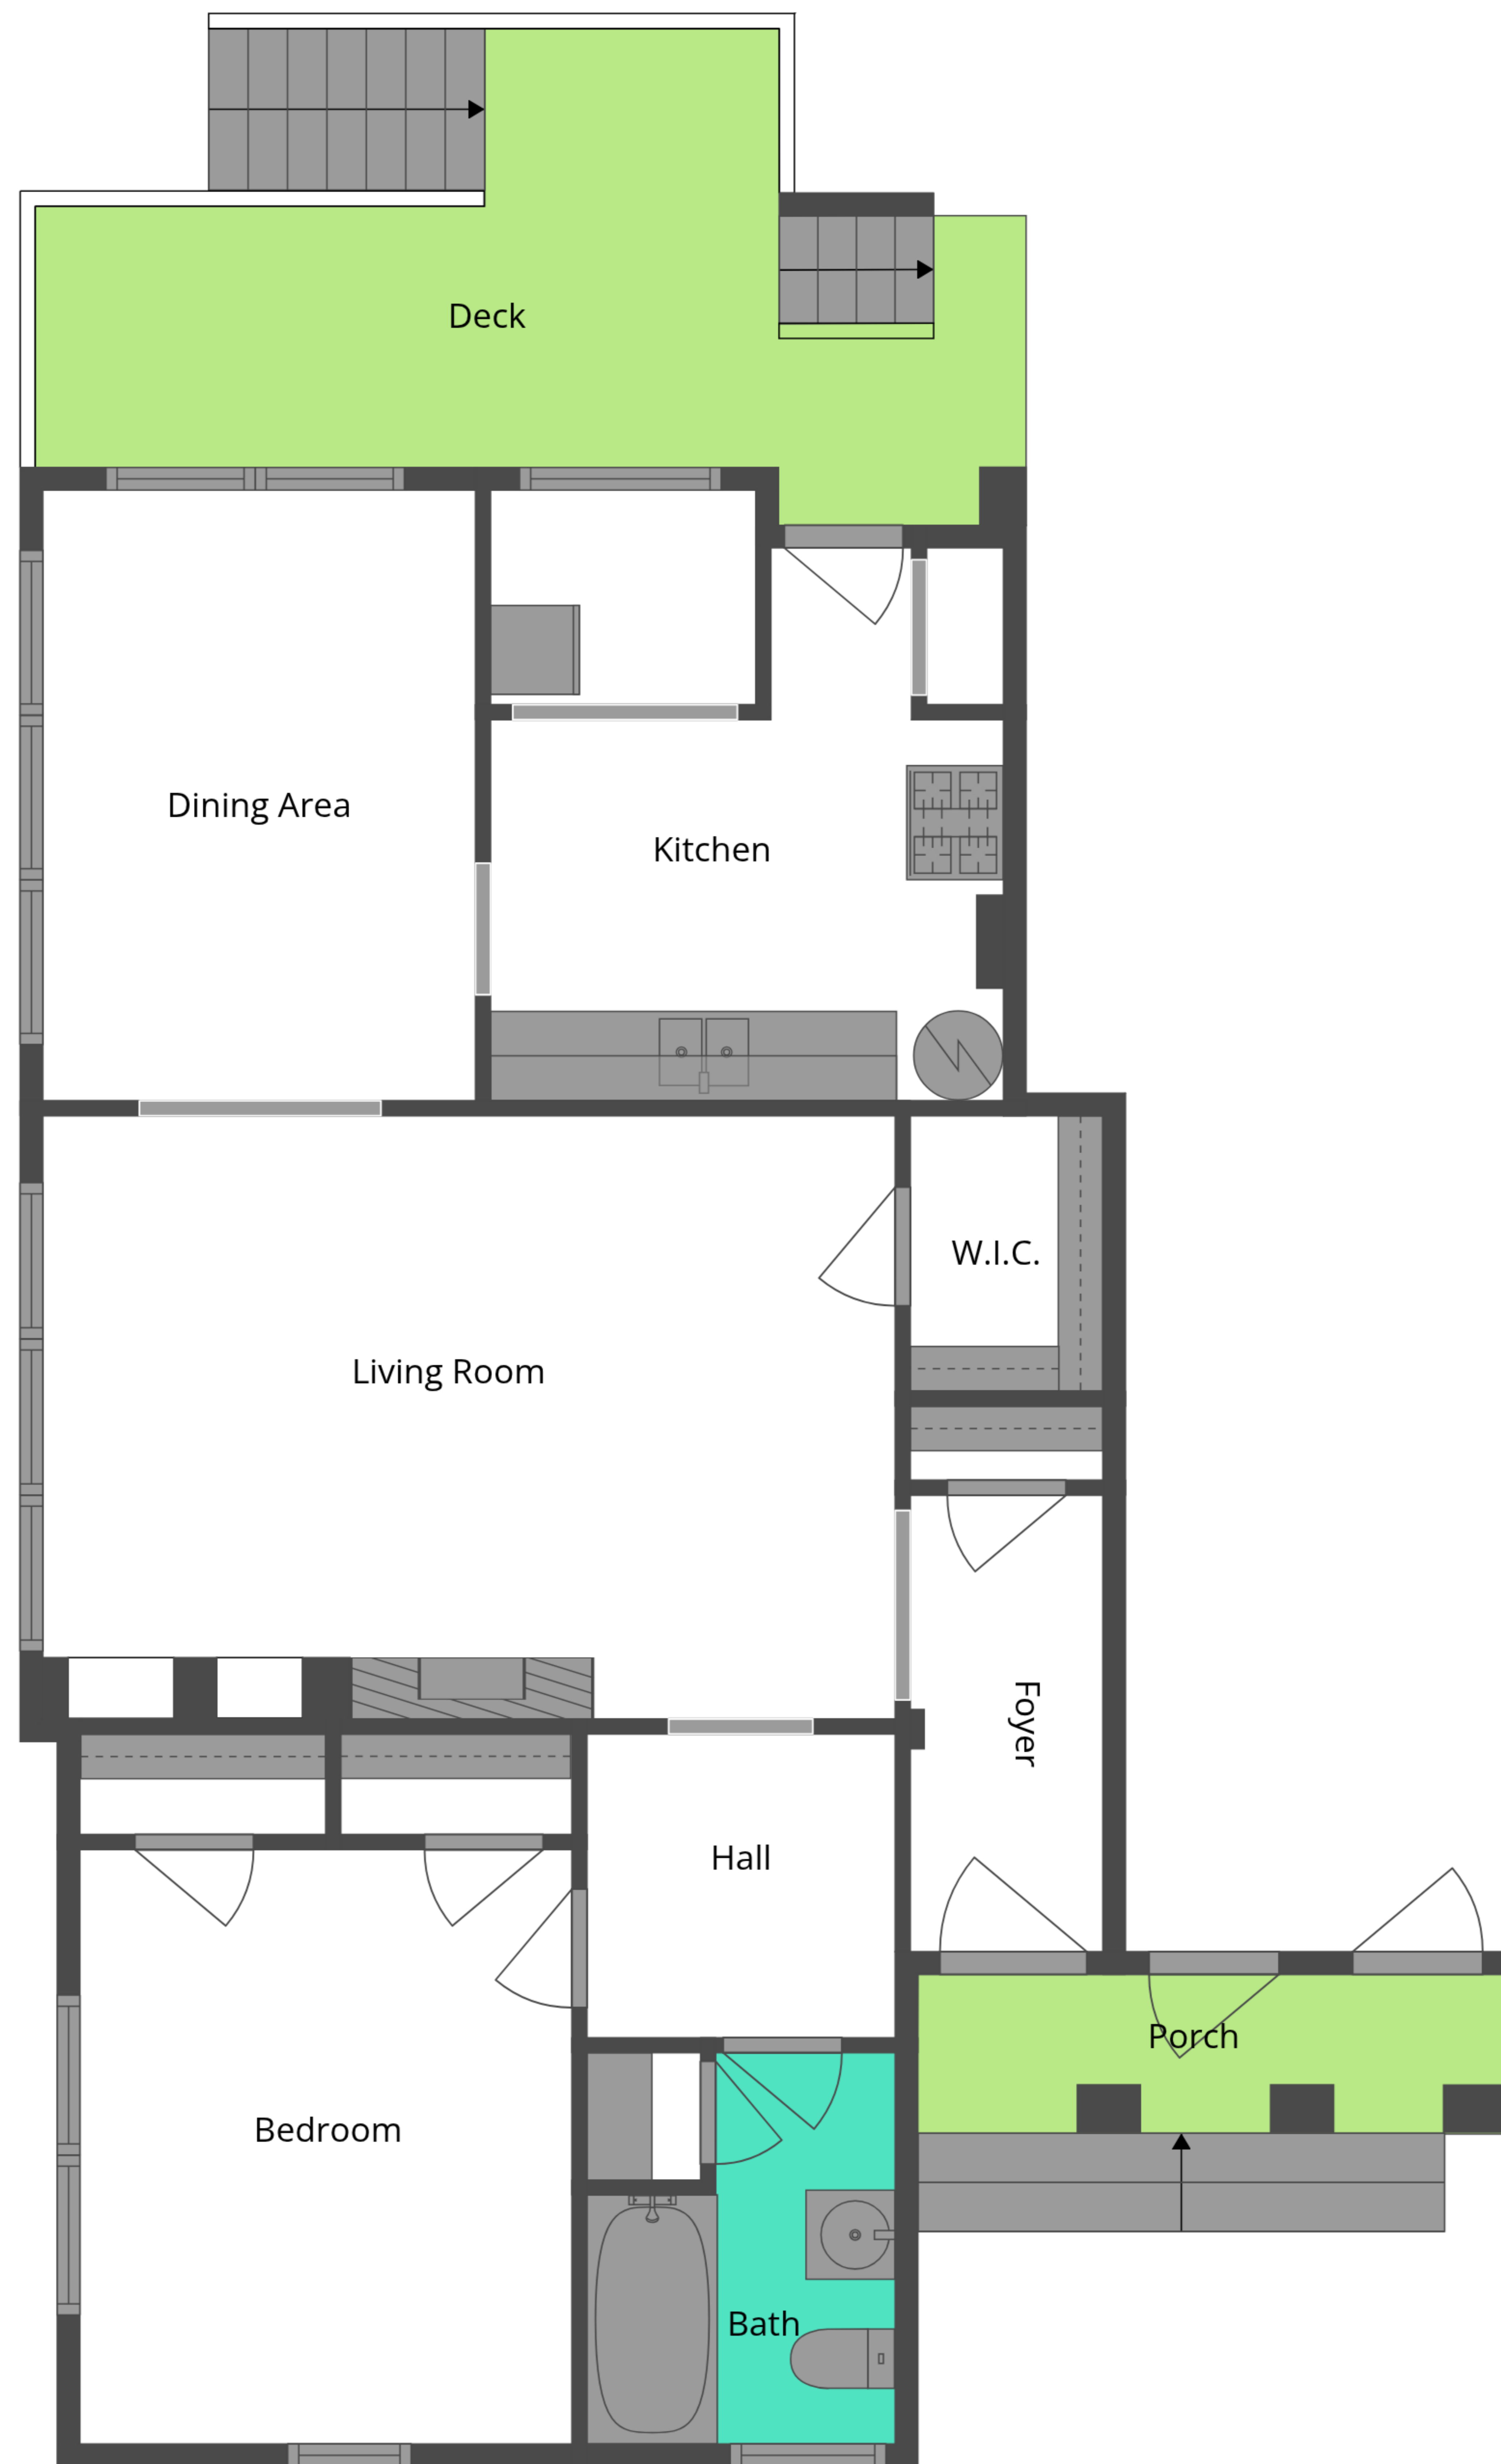 Deck
Dining Area
Kitchen
W.I.C.
Living Room
Foyer
Hall
Porch
Bedroom
Bath